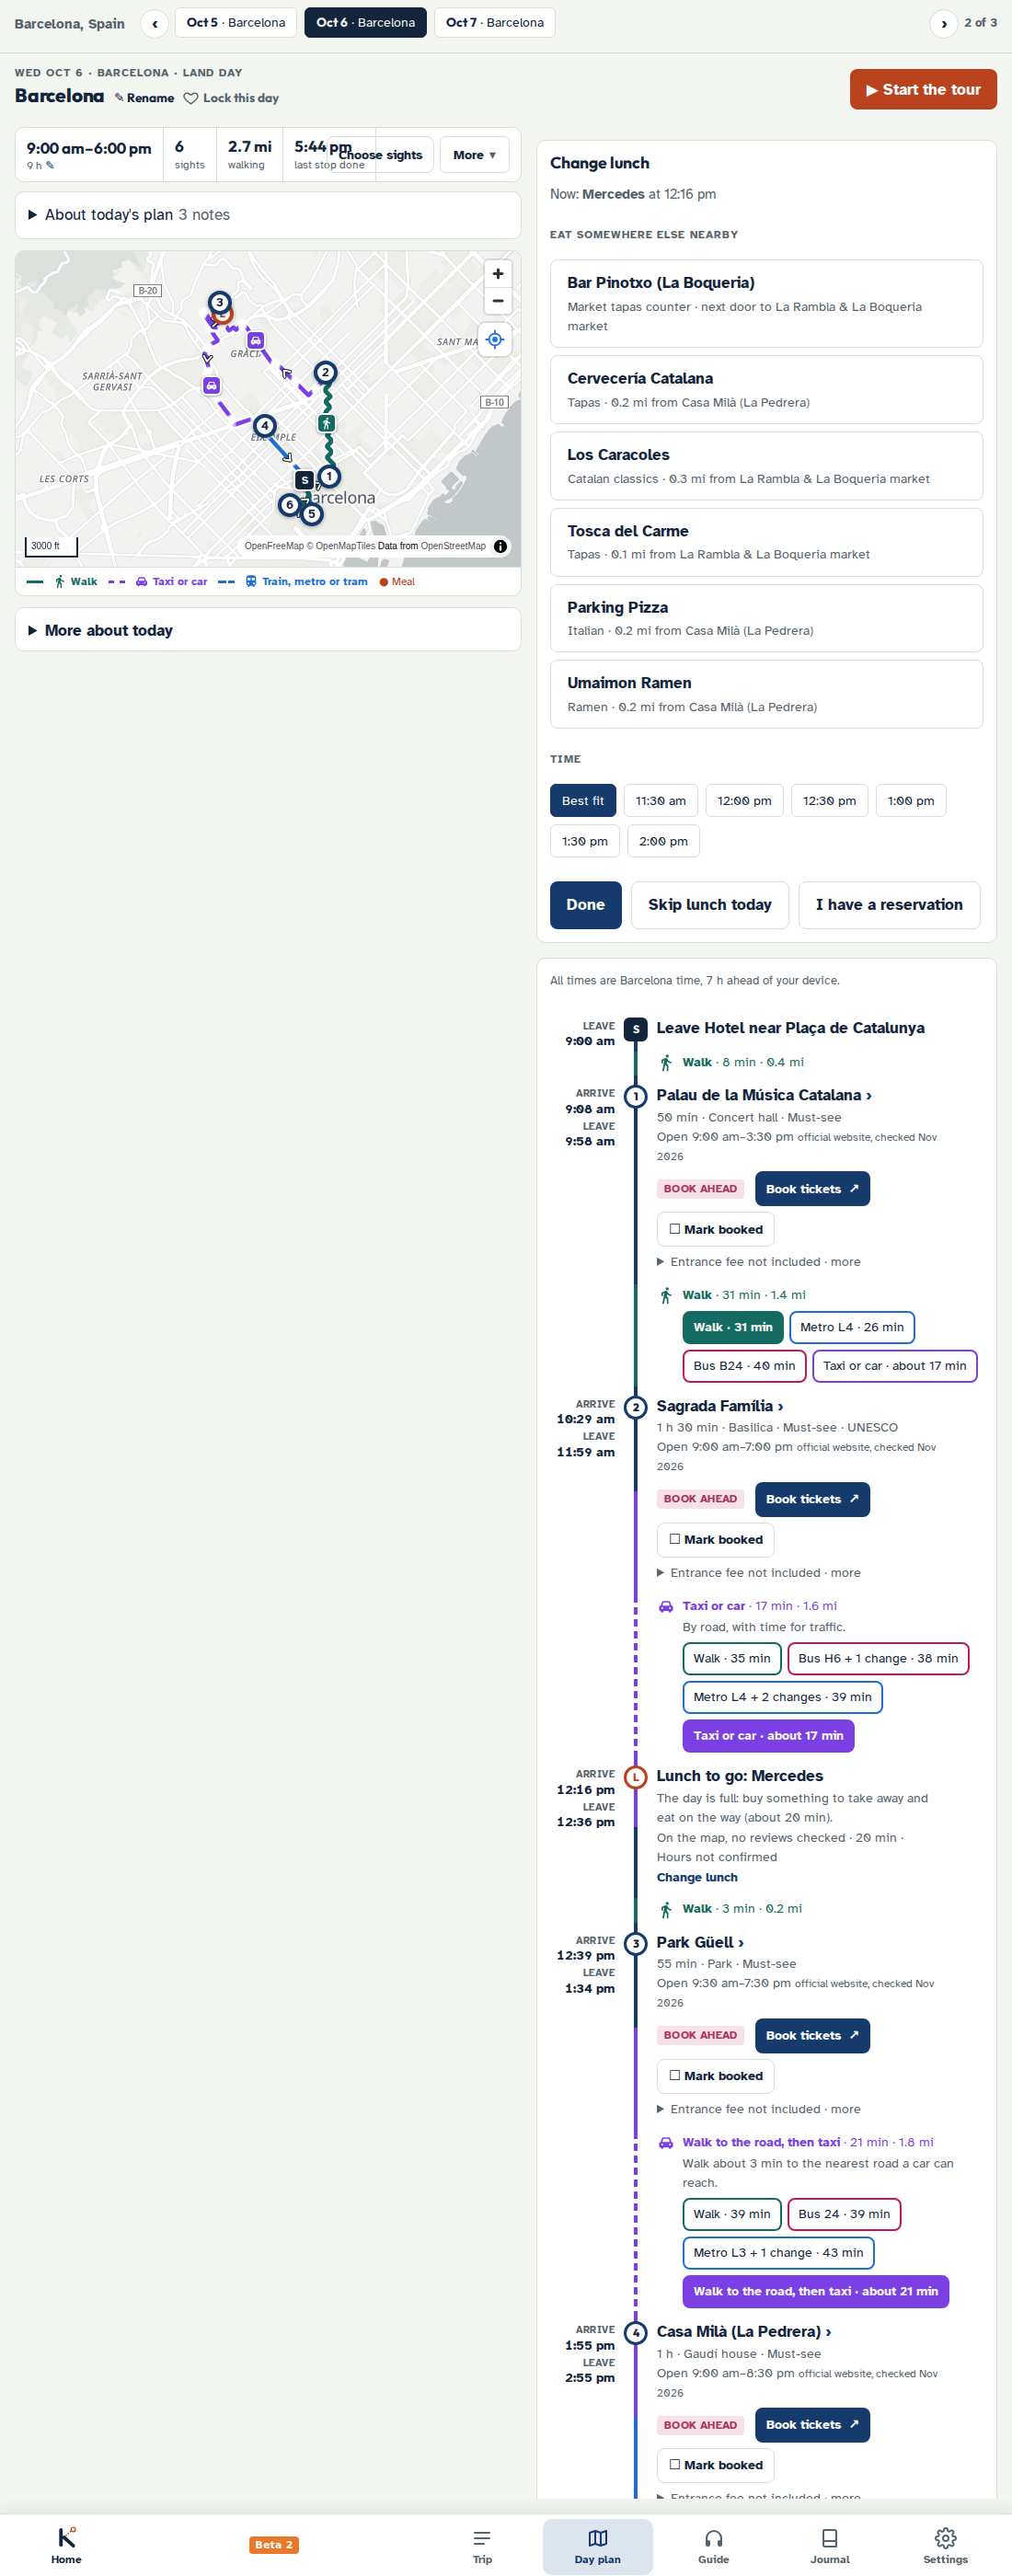 Barcelona, Spain
‹
Oct 5 · Barcelona
Oct 6 · Barcelona
Oct 7 · Barcelona
›
2 of 3
WED OCT 6 · BARCELONA · LAND DAY
Barcelona
✎ Rename
Lock this day
▶ Start the tour
9:00 am–6:00 pm
9 h ✎
6
sights
2.7 mi
walking
5:44 pm
last stop done
Choose sights
More ▾
▶ About today's plan 3 notes
B-20
3
GRÀCI
SANT MA
2
SARRIÀ-SANT
GERVASI
B-10
4
LES CORTS
S
1
arcelona
6
5
+
−
3000 ft
OpenFreeMap © OpenMapTiles Data from OpenStreetMap
Walk
Taxi or car
Train, metro or tram
Meal
▶ More about today
Change lunch
Now: Mercedes at 12:16 pm
EAT SOMEWHERE ELSE NEARBY
Bar Pinotxo (La Boqueria)
Market tapas counter · next door to La Rambla & La Boqueria
market
Cervecería Catalana
Tapas · 0.2 mi from Casa Milà (La Pedrera)
Los Caracoles
Catalan classics · 0.3 mi from La Rambla & La Boqueria market
Tosca del Carme
Tapas · 0.1 mi from La Rambla & La Boqueria market
Parking Pizza
Italian · 0.2 mi from Casa Milà (La Pedrera)
Umaimon Ramen
Ramen · 0.2 mi from Casa Milà (La Pedrera)
TIME
Best fit
11:30 am
12:00 pm
12:30 pm
1:00 pm
1:30 pm
2:00 pm
Done
Skip lunch today
I have a reservation
All times are Barcelona time, 7 h ahead of your device.
LEAVE
9:00 am
S
Leave Hotel near Plaça de Catalunya
Walk · 8 min · 0.4 mi
ARRIVE
9:08 am
LEAVE
9:58 am
1
Palau de la Música Catalana ›
50 min · Concert hall · Must-see
Open 9:00 am–3:30 pm official website, checked Nov
2026
BOOK AHEAD
Book tickets ↗
☐ Mark booked
▶ Entrance fee not included · more
Walk · 31 min · 1.4 mi
Walk · 31 min
Metro L4 · 26 min
Bus B24 · 40 min
Taxi or car · about 17 min
ARRIVE
10:29 am
LEAVE
11:59 am
2
Sagrada Família ›
1 h 30 min · Basilica · Must-see · UNESCO
Open 9:00 am–7:00 pm official website, checked Nov
2026
BOOK AHEAD
Book tickets ↗
☐ Mark booked
▶ Entrance fee not included · more
Taxi or car · 17 min · 1.6 mi
By road, with time for traffic.
Walk · 35 min
Bus H6 + 1 change · 38 min
Metro L4 + 2 changes · 39 min
Taxi or car · about 17 min
ARRIVE
12:16 pm
LEAVE
12:36 pm
L
Lunch to go: Mercedes
The day is full: buy something to take away and
eat on the way (about 20 min).
On the map, no reviews checked · 20 min ·
Hours not confirmed
Change lunch
Walk · 3 min · 0.2 mi
ARRIVE
12:39 pm
LEAVE
1:34 pm
3
Park Güell ›
55 min · Park · Must-see
Open 9:30 am–7:30 pm official website, checked Nov
2026
BOOK AHEAD
Book tickets ↗
☐ Mark booked
▶ Entrance fee not included · more
Walk to the road, then taxi · 21 min · 1.8 mi
Walk about 3 min to the nearest road a car can
reach.
Walk · 39 min
Bus 24 · 39 min
Metro L3 + 1 change · 43 min
Walk to the road, then taxi · about 21 min
ARRIVE
1:55 pm
LEAVE
2:55 pm
4
Casa Milà (La Pedrera) ›
1 h · Gaudí house · Must-see
Open 9:00 am–8:30 pm official website, checked Nov
2026
BOOK AHEAD
Book tickets ↗
☐ Mark booked
▶ Entrance fee not included · more
Home
Beta 2
Trip
Day plan
Guide
Journal
Settings